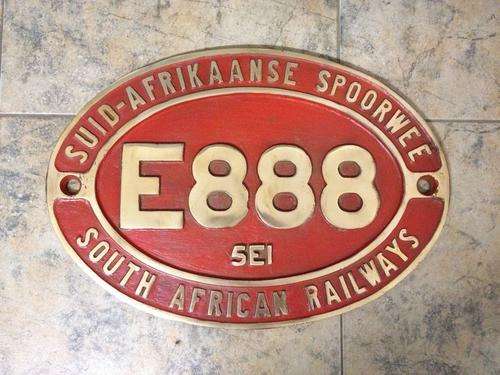 SUID-AFRIKAANSE SPOORWEE
E888
5E1
SOUTH AFRICAN RAILWAYS